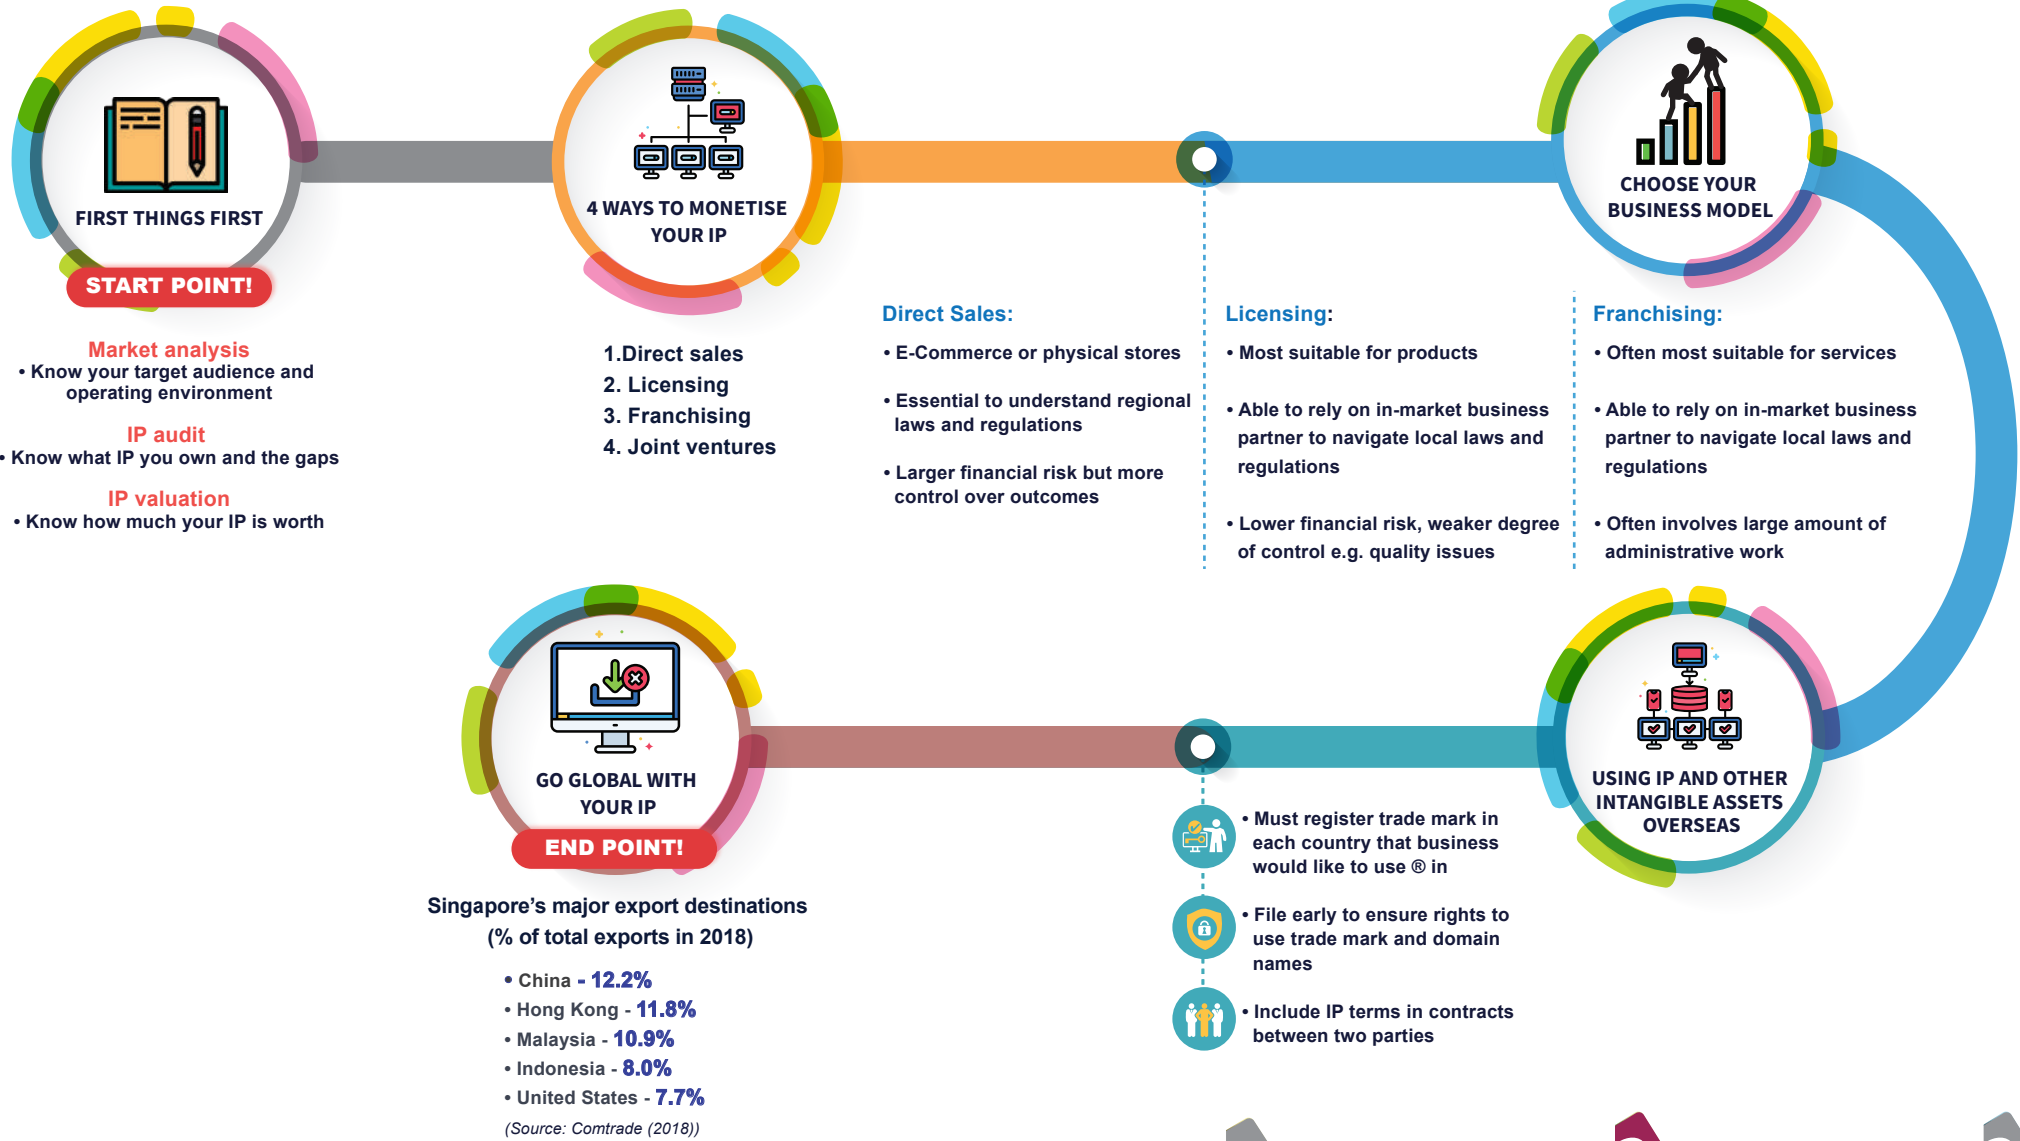 FIRST THINGS FIRST
START POINT!
Market analysis
• Know your target audience and
operating environment
IP audit
• Know what IP you own and the gaps
IP valuation
• Know how much your IP is worth
4 WAYS TO MONETISE
YOUR IP
1.Direct sales
2. Licensing
3. Franchising
4. Joint ventures
CHOOSE YOUR
BUSINESS MODEL
Direct Sales:
• E-Commerce or physical stores
• Essential to understand regional
laws and regulations
• Larger financial risk but more
control over outcomes
Licensing:
• Most suitable for products
• Able to rely on in-market business
partner to navigate local laws and
regulations
• Lower financial risk, weaker degree
of control e.g. quality issues
Franchising:
• Often most suitable for services
• Able to rely on in-market business
partner to navigate local laws and
regulations
• Often involves large amount of
administrative work
USING IP AND OTHER
INTANGIBLE ASSETS
OVERSEAS
• Must register trade mark in
each country that business
would like to use ® in
• File early to ensure rights to
use trade mark and domain
names
• Include IP terms in contracts
between two parties
GO GLOBAL WITH
YOUR IP
END POINT!
Singapore's major export destinations
(% of total exports in 2018)
• China - 12.2%
• Hong Kong - 11.8%
• Malaysia - 10.9%
• Indonesia - 8.0%
• United States - 7.7%
(Source: Comtrade (2018))